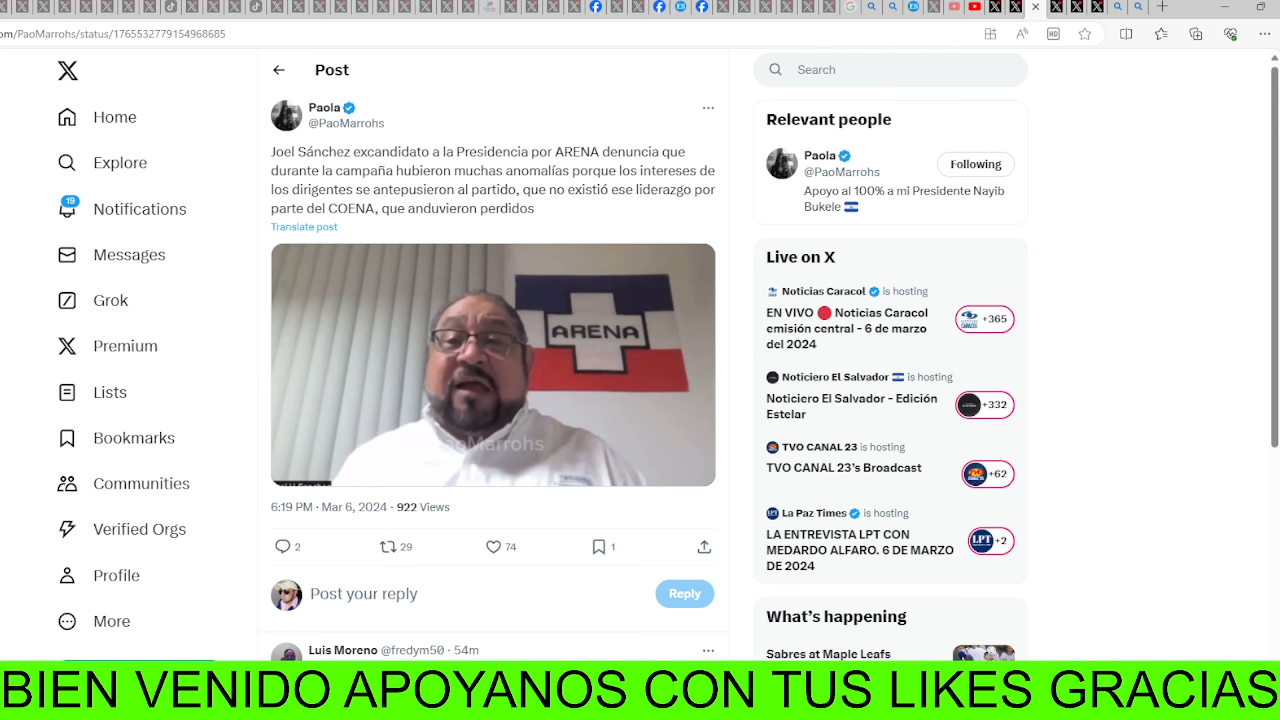 om/PaoMarrohs/status/1765532779154968685
Post
Search
Home
Explore
19
Notifications
Messages
Grok
Premium
Lists
Bookmarks
Communities
Verified Orgs
Profile
More
Paola
@PaoMarrohs
Joel Sánchez excandidato a la Presidencia por ARENA denuncia que
durante la campaña hubieron muchas anomalías porque los intereses de
los dirigentes se antepusieron al partido, que no existió ese liderazgo por
parte del COENA, que anduvieron perdidos
Translate post
ARENA
PaoMarrohs
6:19 PM · Mar 6, 2024 · 922 Views
2
29
74
1
Post your reply
Reply
Luis Moreno @fredym50 · 54m
Relevant people
Paola
@PaoMarrohs
Following
Apoyo al 100% a mi Presidente Nayib
Bukele
Live on X
Noticias Caracol is hosting
EN VIVO Noticias Caracol
emisión central - 6 de marzo
del 2024
+365
Noticiero El Salvador is hosting
Noticiero El Salvador - Edición
Estelar
+332
TVO CANAL 23 is hosting
TVO CANAL 23's Broadcast
+62
La Paz Times is hosting
LA ENTREVISTA LPT CON
MEDARDO ALFARO. 6 DE MARZO
DE 2024
LPT
+2
What's happening
Sabres at Maple Leafs
BIEN VENIDO APOYANOS CON TUS LIKES GRACIAS